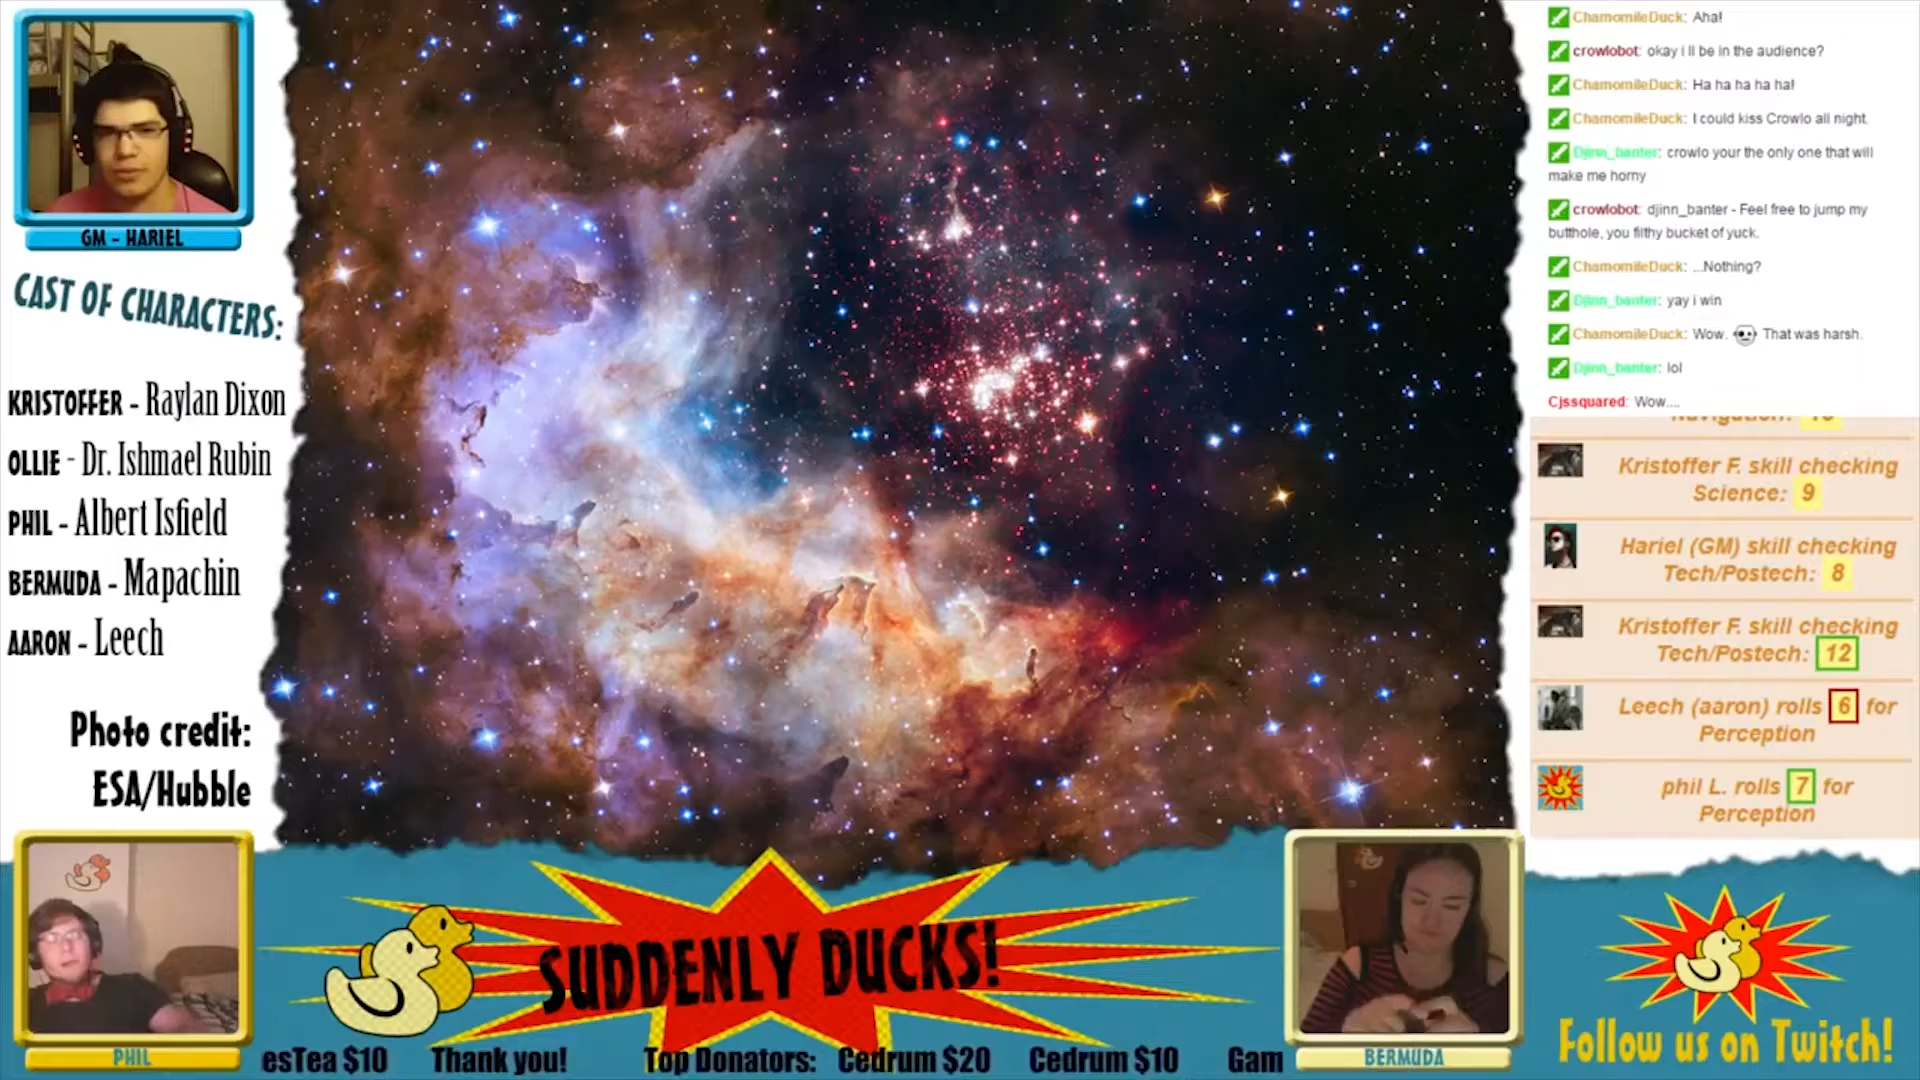 GM - HARIEL
CAST OF CHARACTERS:
KRISTOFFER - Raylan Dixon
OLLIE - Dr. Ishmael Rubin
PHIL - Albert Isfield
BERMUDA - Mapachin
AARON - Leech
Photo credit:
ESA/Hubble
ChamomileDuck: Aha!
crowlobot: okay i ll be in the audience?
ChamomileDuck: Ha ha ha ha ha!
ChamomileDuck: I could kiss Crowlo all night.
Djinn_banter: crowlo your the only one that will
make me horny
crowlobot: djinn_banter - Feel free to jump my
butthole, you filthy bucket of yuck.
ChamomileDuck: ...Nothing?
Djinn_banter: yay i win
ChamomileDuck: Wow. That was harsh.
Djinn_banter: lol
Cjssquared: Wow....
Navigation:
Kristoffer F. skill checking
Science: 9
Hariel (GM) skill checking
Tech/Postech: 8
Kristoffer F. skill checking
Tech/Postech: 12
Leech (aaron) rolls 6 for
Perception
phil L. rolls 7 for
Perception
PHIL
SUDDENLY DUCKS!
BERMUDA
Follow us on Twitch!
esTea $10 Thank you! Top Donators: Cedrum $20 Cedrum $10 Gam